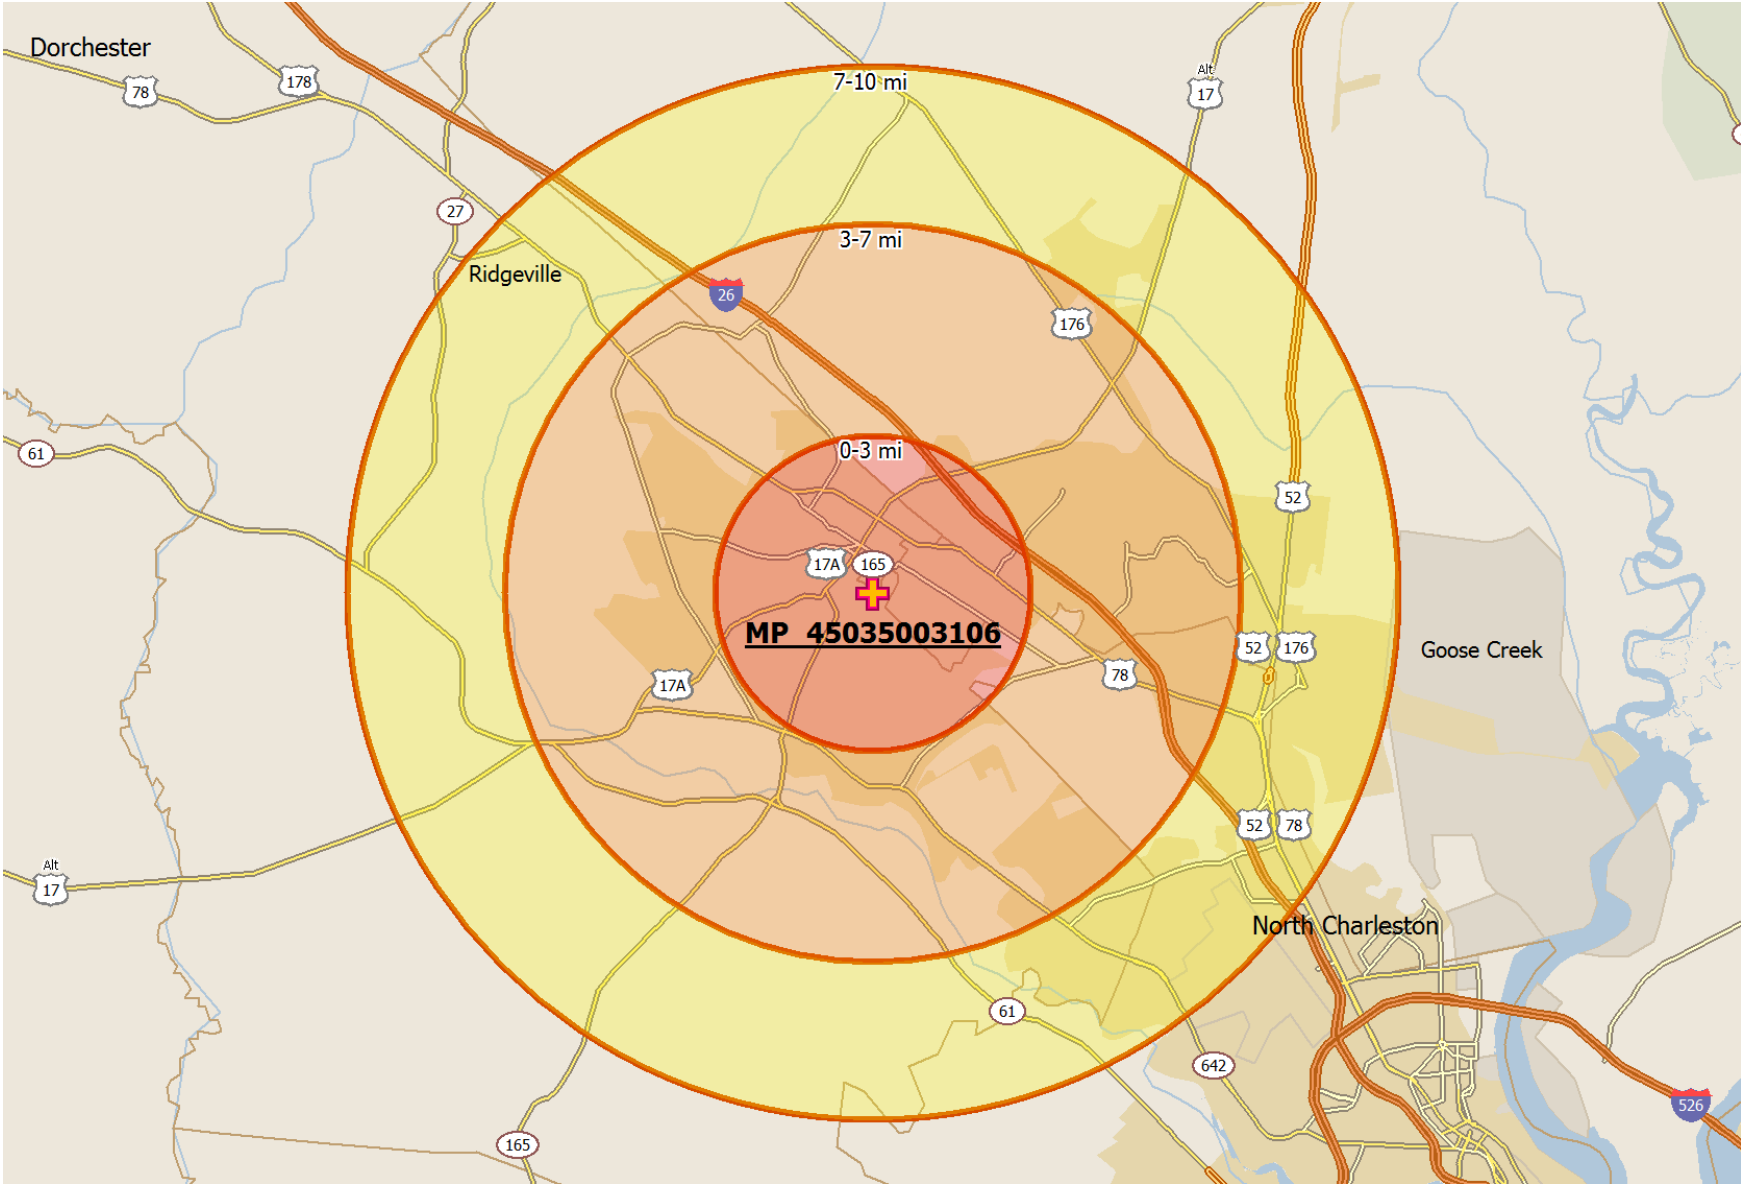 Dorchester
78
178
7-10 mi
Alt
17
27
3-7 mi
Ridgeville
26
176
0-3 mi
61
52
17A
165
MP 45035003106
52
176
Goose Creek
17A
78
52
78
Alt
17
North Charleston
61
642
526
165